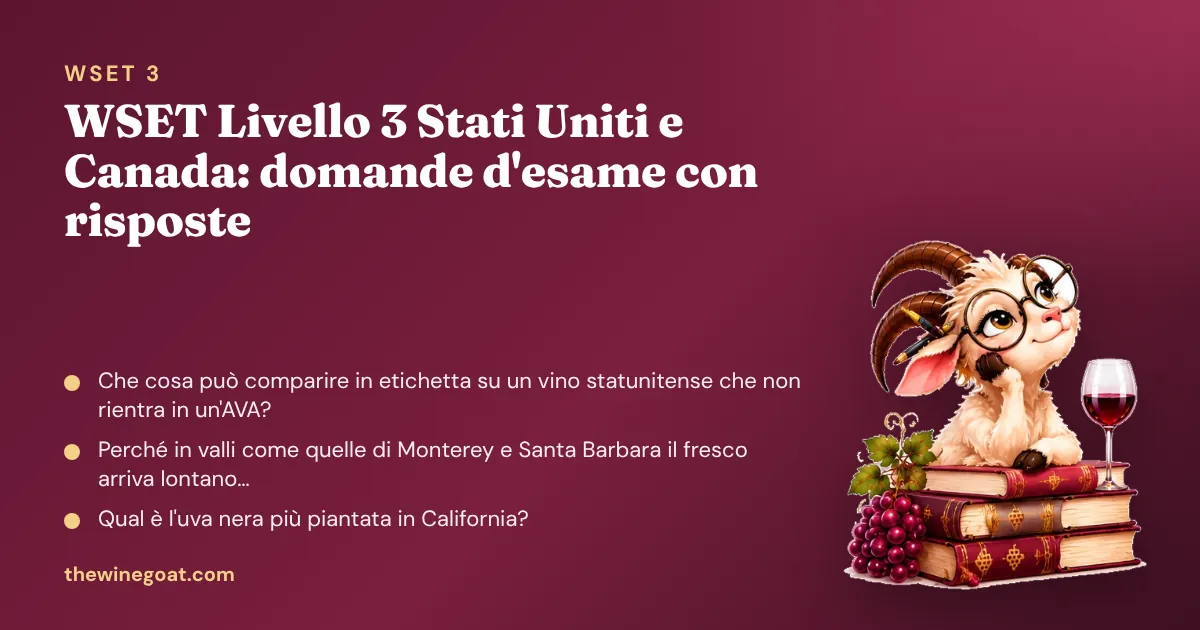 WSET 3
WSET Livello 3 Stati Uniti e
Canada: domande d'esame con
risposte
Che cosa può comparire in etichetta su un vino statunitense che non
rientra in un'AVA?
Perché in valli come quelle di Monterey e Santa Barbara il fresco
arriva lontano…
Qual è l'uva nera più piantata in California?
thewinegoat.com